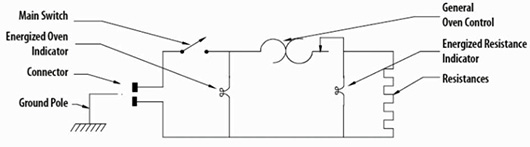 Main Switch
Energized Oven
Indicator
Connector
Ground Pole
General
Oven Control
Energized Resistance
Indicator
Resistances